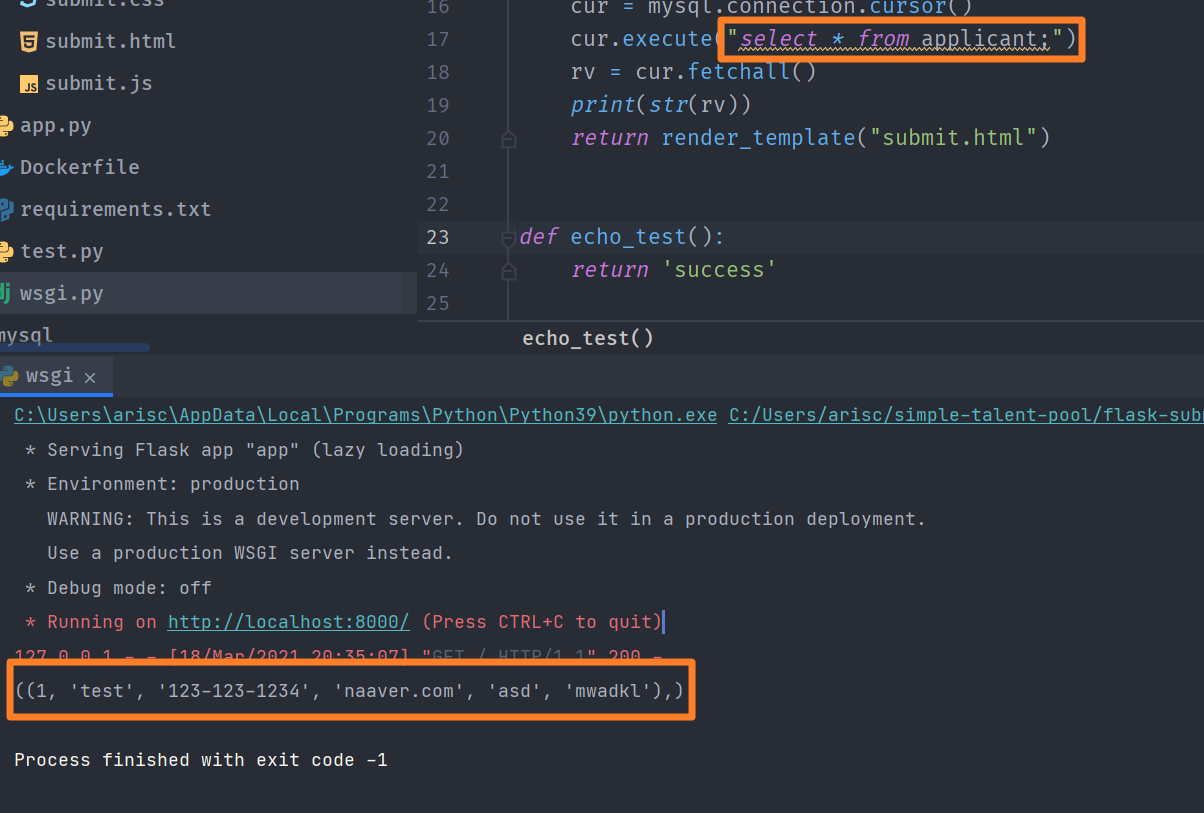 submit.css
submit.html
submit.js
app.py
Dockerfile
requirements.txt
test.py
wsgi.py
mysql
16 cur = mysql.connection.cursor()
17 cur.execute("select * from applicant;")
18 rv = cur.fetchall()
19 print(str(rv))
20 return render_template("submit.html")
21
22
23 def echo_test():
24 return 'success'
25
echo_test()
wsgi ×
C:\Users\arisc\AppData\Local\Programs\Python\Python39\python.exe C:/Users/arisc/simple-talent-pool/flask-sub
* Serving Flask app "app" (lazy loading)
* Environment: production
WARNING: This is a development server. Do not use it in a production deployment.
Use a production WSGI server instead.
* Debug mode: off
* Running on http://localhost:8000/ (Press CTRL+C to quit)
127.0.0.1 - - [18/Mar/2021 20:35:07] "GET / HTTP/1.1" 200 -
((1, 'test', '123-123-1234', 'naaver.com', 'asd', 'mwadkl'),)
Process finished with exit code -1